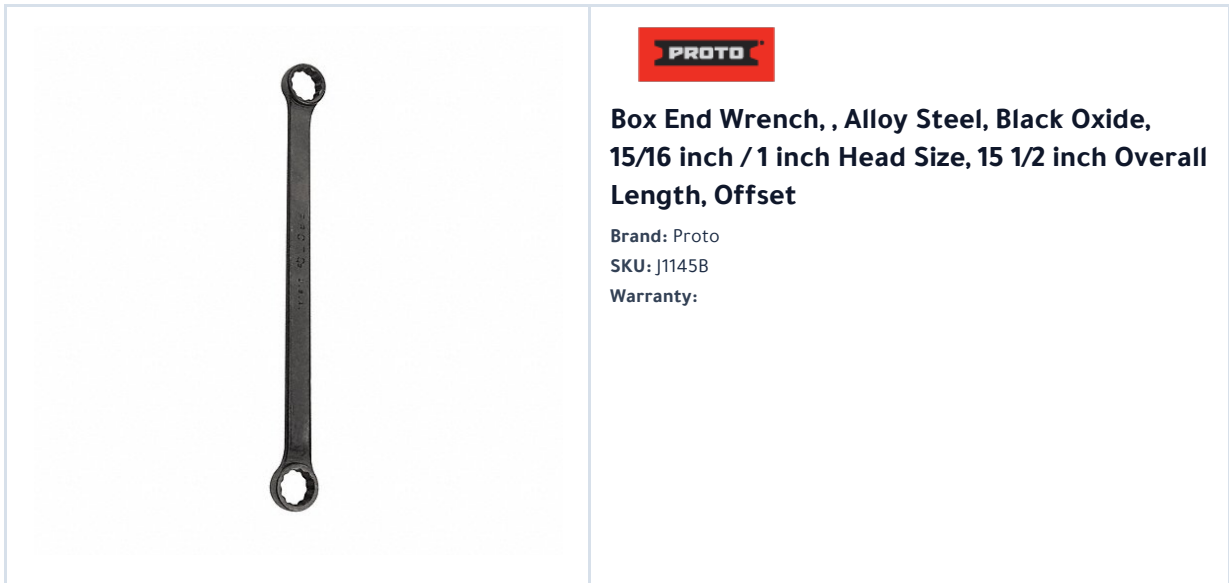 PROTO
Box End Wrench, , Alloy Steel, Black Oxide,
15/16 inch / 1 inch Head Size, 15 1/2 inch Overall
Length, Offset
Brand: Proto
SKU: J1145B
Warranty: